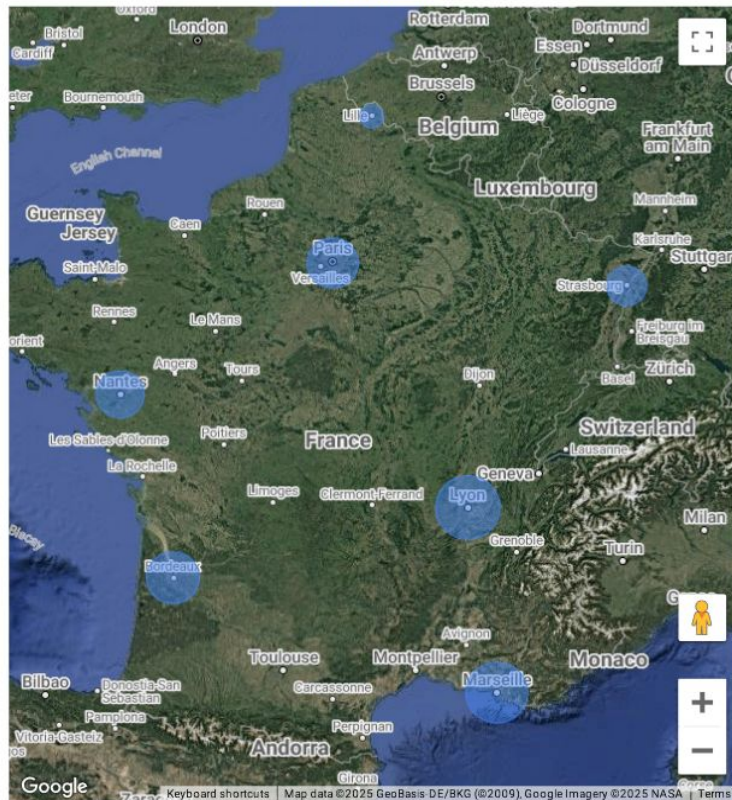 Oxford
London
Bristol
Cardiff
Bournemouth
English Channel
Guernsey
Jersey
Rotterdam
Dortmund
Essen
Antwerp
Düsseldorf
Brussels
Cologne
Lille
Liège
Belgium
Frankfurt
am Main
Luxembourg
Mannheim
Rouen
Caen
Karlsruhe
Paris
Stuttgar
Saint-Malo
Versailles
Strasbourg
Rennes
Le Mans
Freiburg im
Breisgau
orient
Angers
Tours
Dijon
Zürich
Basel
Nantes
Les Sables-d'Olonne
Poitiers
France
Switzerland
Lausanne
La Rochelle
Geneva
Limoges
Clermont-Ferrand
Lyon
Milan
Biscay
Grenoble
Turin
Bordeaux
Avignon
Toulouse
Montpellier
Monaco
Bilbao
Donostia-San
Sebastian
Carcassonne
Marseille
Pamplona
Vitoria-Gasteiz
Perpignan
Andorra
Girona
Google
Keyboard shortcuts
Map data ©2025 GeoBasis-DE/BKG (©2009), Google Imagery ©2025 NASA
Terms